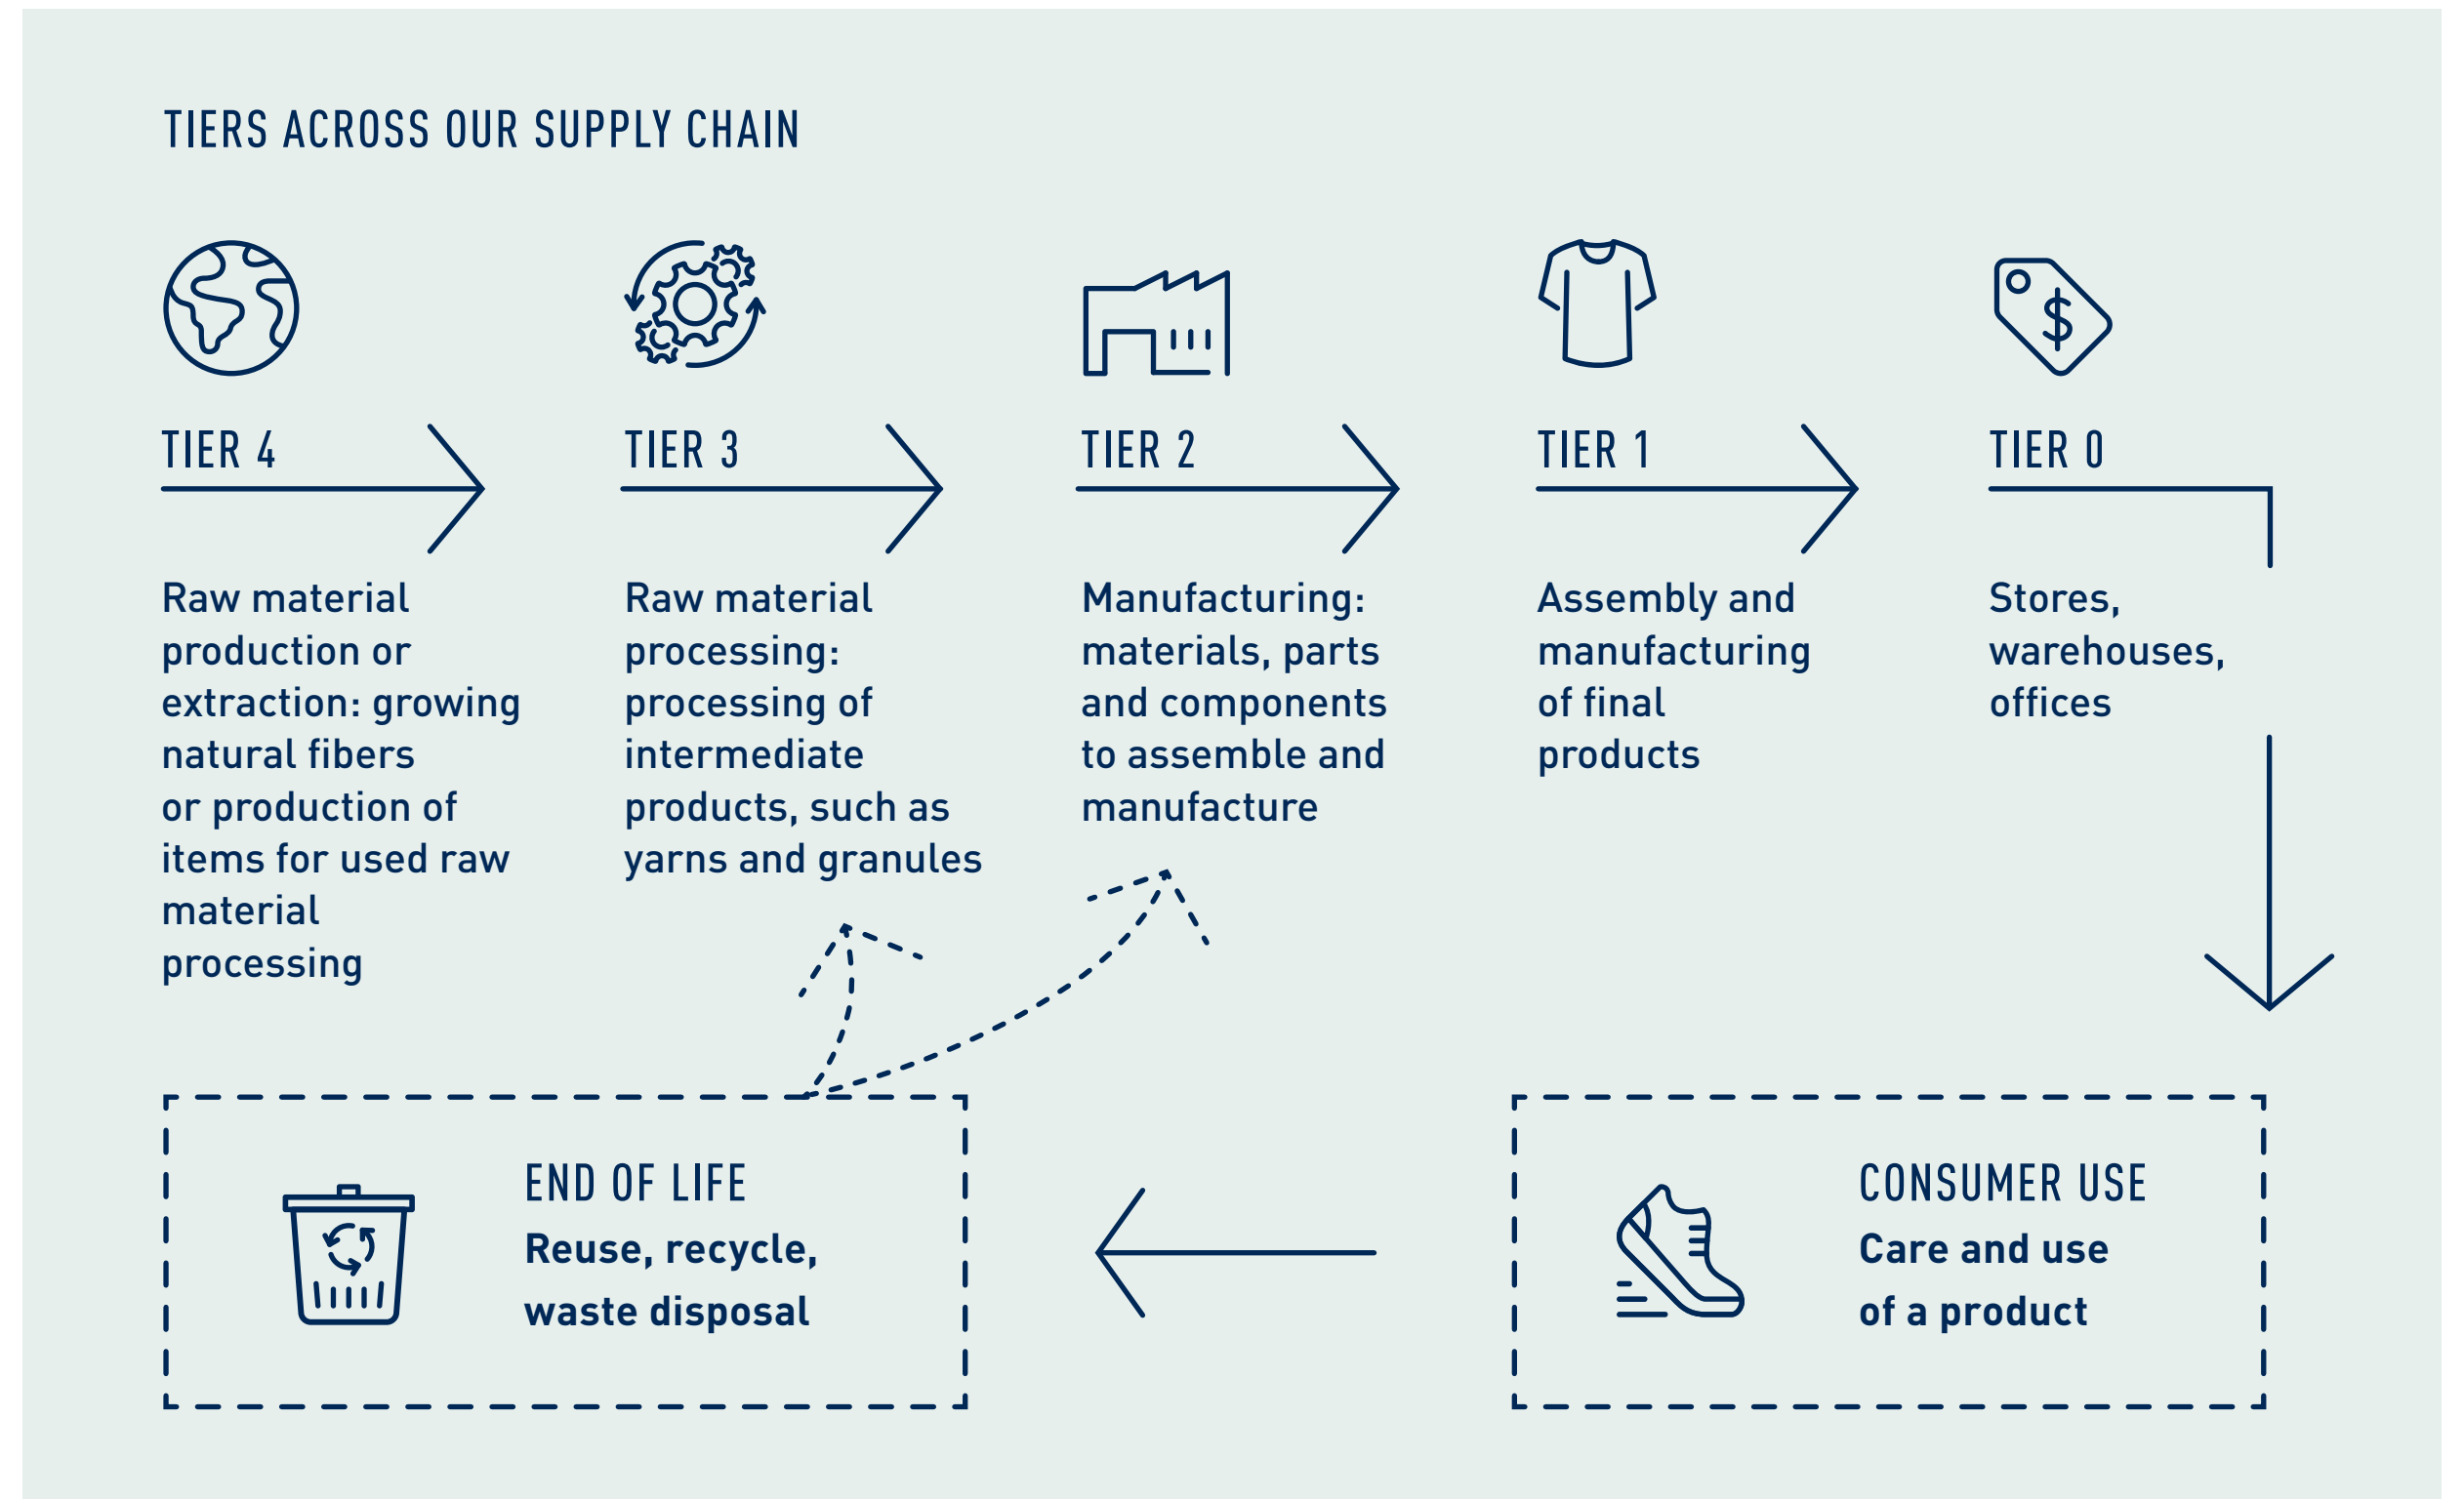 TIERS ACROSS OUR SUPPLY CHAIN
TIER 4
Raw material
production or
extraction: growing
natural fibers
or production of
items for used raw
material
processing
TIER 3
Raw material
processing:
processing of
intermediate
products, such as
yarns and granules
TIER 2
Manufacturing:
materials, parts
and components
to assemble and
manufacture
TIER 1
Assembly and
manufacturing
of final
products
$
TIER 0
Stores,
warehouses,
offices
END OF LIFE
Reuse, recycle,
waste disposal
CONSUMER USE
Care and use
of a product